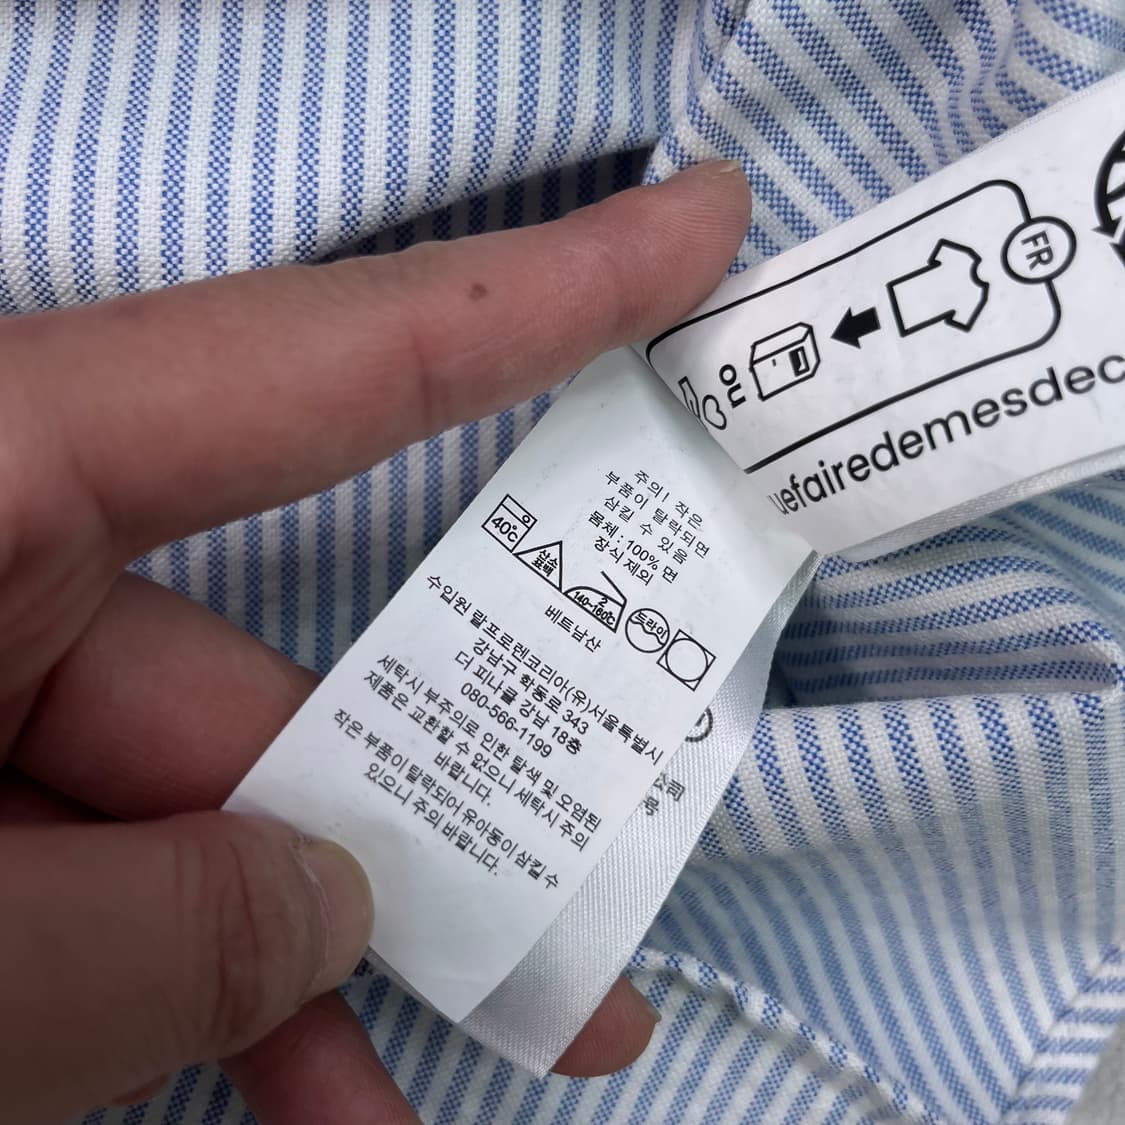 FR
ou
uefairedemesdec
주의! 작은
부품이 탈락되면
삼킬 수 있음
몸체 : 100% 면
장식 제외
40℃
산소
표백
2
140~160℃
드라이
베트남산
수입원 랄프로렌코리아(유)서울특별시
강남구 학동로 343
더 피나클 강남 18층
080-566-1199
세탁시 부주의로 인한 탈색 및 오염된
제품은 교환할 수 없으니 세탁시 주의
바랍니다.
작은 부품이 탈락되어 유아동이 삼킬 수
있으니 주의 바랍니다.
公司
号